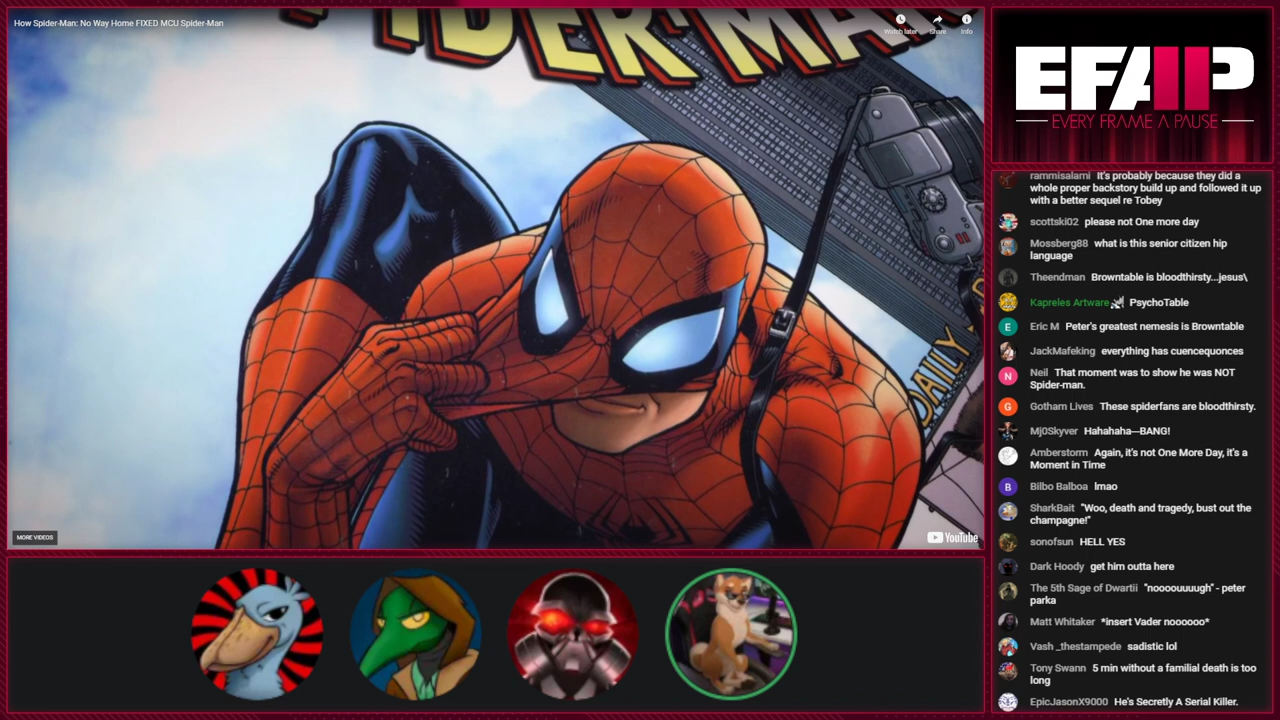 How Spider-Man: No Way Home FIXED MCU Spider-Man
Watch later
Share
Info
SPIDER-MAN
DAILY
MORE VIDEOS
YouTube
EFAP
EVERY FRAME A PAUSE
rammisalami It's probably because they did a
whole proper backstory build up and followed it up
with a better sequel re Tobey
scottski02 please not One more day
Mossberg88 what is this senior citizen hip
language
Theendman Browntable is bloodthirsty...jesus\
Kapreles Artware PsychoTable
E
Eric M Peter's greatest nemesis is Browntable
JackMafeking everything has cuencequonces
N
Neil That moment was to show he was NOT
Spider-man.
G
Gotham Lives These spiderfans are bloodthirsty.
Mj0Skyver Hahahaha—BANG!
Amberstorm Again, it's not One More Day, it's a
Moment in Time
B
Bilbo Balboa lmao
SharkBait "Woo, death and tragedy, bust out the
champagne!"
sonofsun HELL YES
Dark Hoody get him outta here
The 5th Sage of Dwartii "noooouuuugh" - peter
parka
Matt Whitaker *insert Vader noooooo*
Vash _thestampede sadistic lol
Tony Swann 5 min without a familial death is too
long
EpicJasonX9000 He's Secretly A Serial Killer.